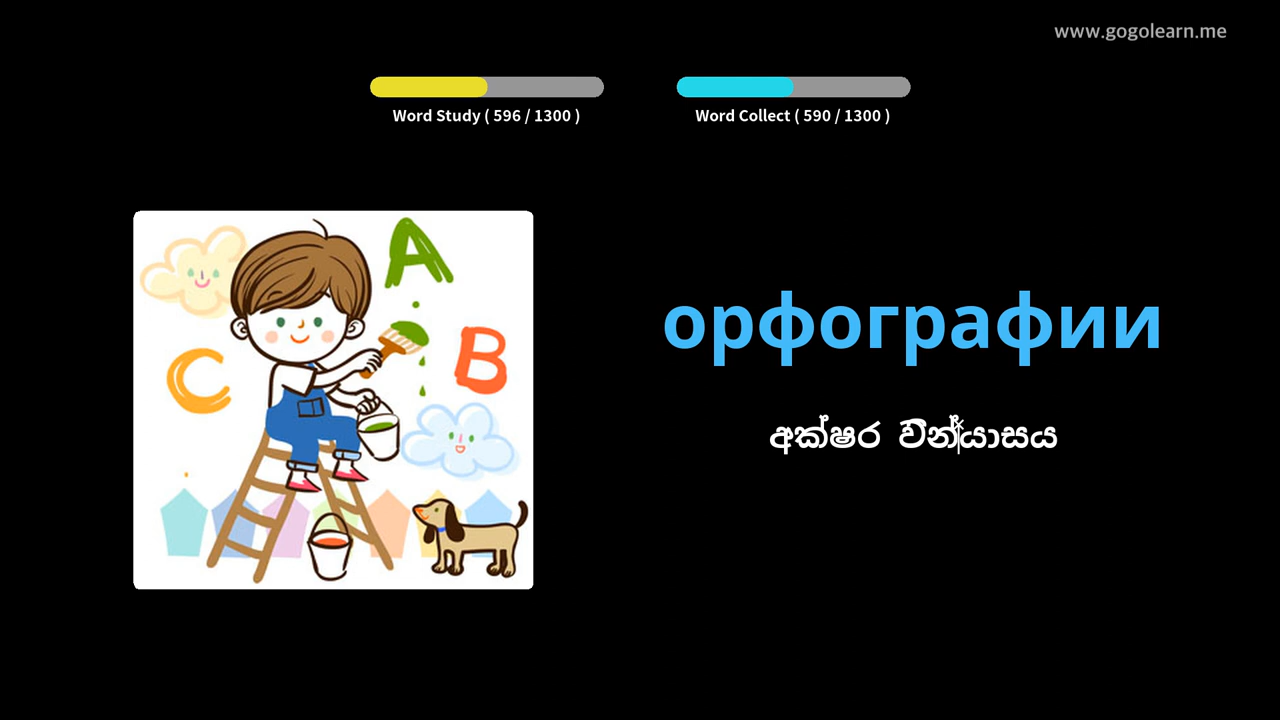 www.gogolearn.me
Word Study ( 596 / 1300 )
Word Collect ( 590 / 1300 )
A
B
C
орфографии
අක්ෂර වින්‍යාසය